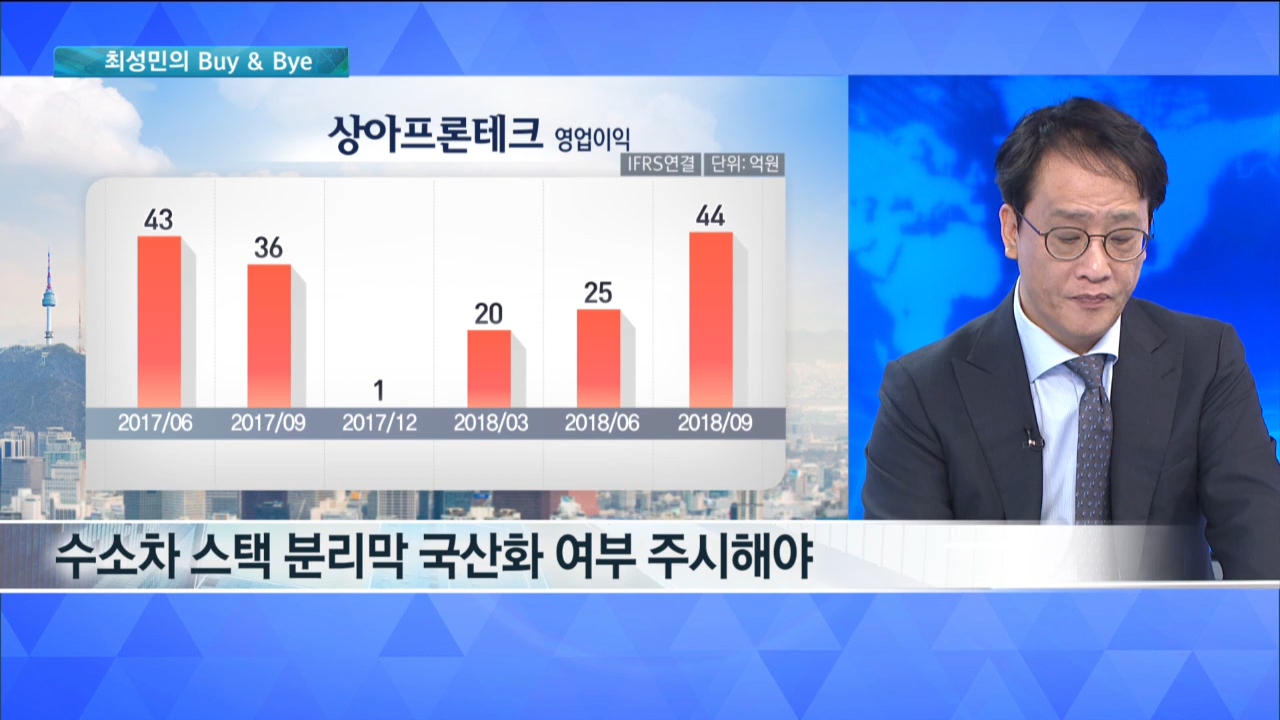 최성민의 Buy & Bye
상아프론테크 영업이익
IFRS연결 단위: 억원
43 36 1 20 25 44
2017/06 2017/09 2017/12 2018/03 2018/06 2018/09
수소차 스택 분리막 국산화 여부 주시해야